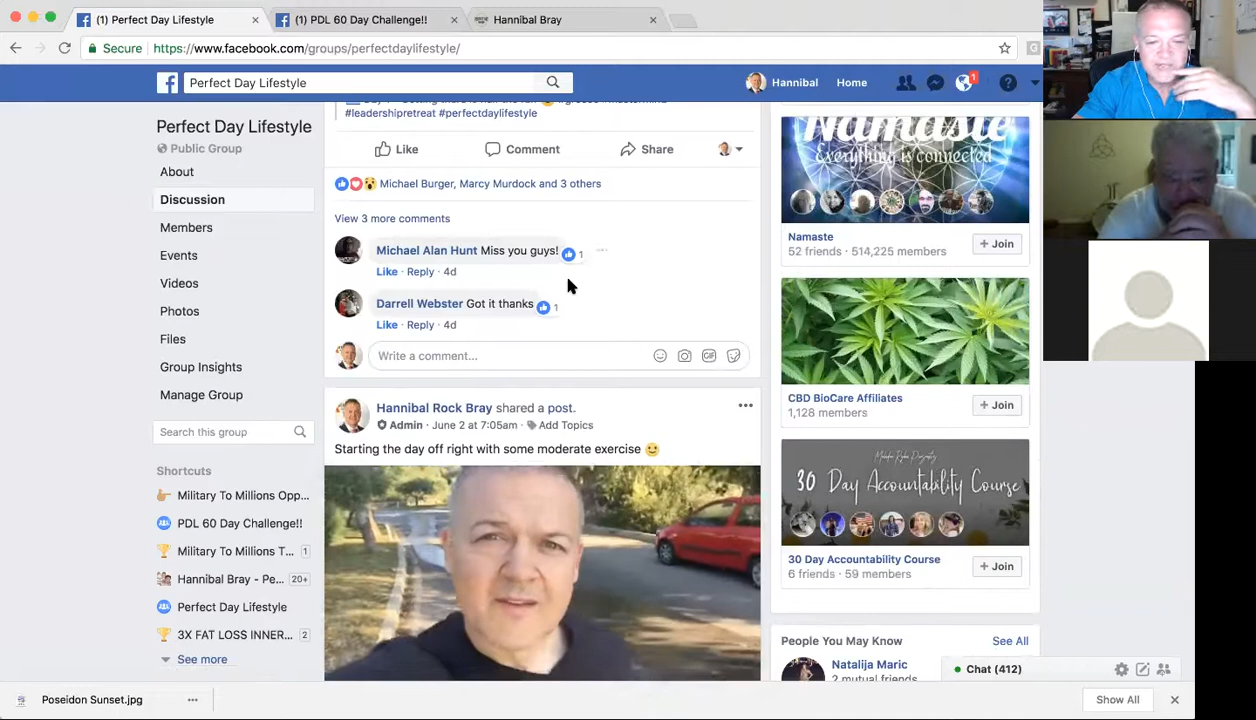 (1) Perfect Day Lifestyle
(1) PDL 60 Day Challenge!!
Hannibal Bray
Secure
https://www.facebook.com/groups/perfectdaylifestyle/
Perfect Day Lifestyle
Hannibal
Home
1
Perfect Day Lifestyle
Public Group
About
Discussion
Members
Events
Videos
Photos
Files
Group Insights
Manage Group
Search this group
Shortcuts
Military To Millions Opp...
PDL 60 Day Challenge!!
Military To Millions T... 1
Hannibal Bray - Pe... 20+
Perfect Day Lifestyle
3X FAT LOSS INNER... 2
See more
#leadershipretreat #perfectdaylifestyle
Like
Comment
Share
Michael Burger, Marcy Murdock and 3 others
View 3 more comments
Michael Alan Hunt Miss you guys! 1
Like · Reply · 4d
Darrell Webster Got it thanks 1
Like · Reply · 4d
Write a comment...
GIF
Hannibal Rock Bray shared a post.
Admin · June 2 at 7:05am · Add Topics
Starting the day off right with some moderate exercise
Namaste
Everything is connected
Namaste
52 friends · 514,225 members
+ Join
CBD BioCare Affiliates
1,128 members
+ Join
30 Day Accountability Course
30 Day Accountability Course
6 friends · 59 members
+ Join
People You May Know
See All
Natalija Maric
2 mutual friends
Chat (412)
Poseidon Sunset.jpg
Show All